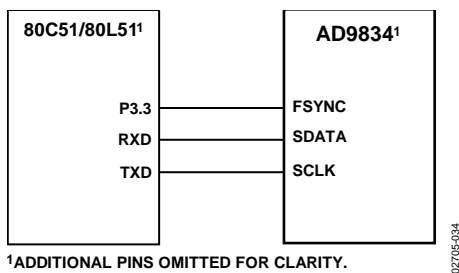 80C51/80L51¹
AD9834¹
P3.3
FSYNC
RXD
SDATA
TXD
SCLK
¹ADDITIONAL PINS OMITTED FOR CLARITY.
02705-034